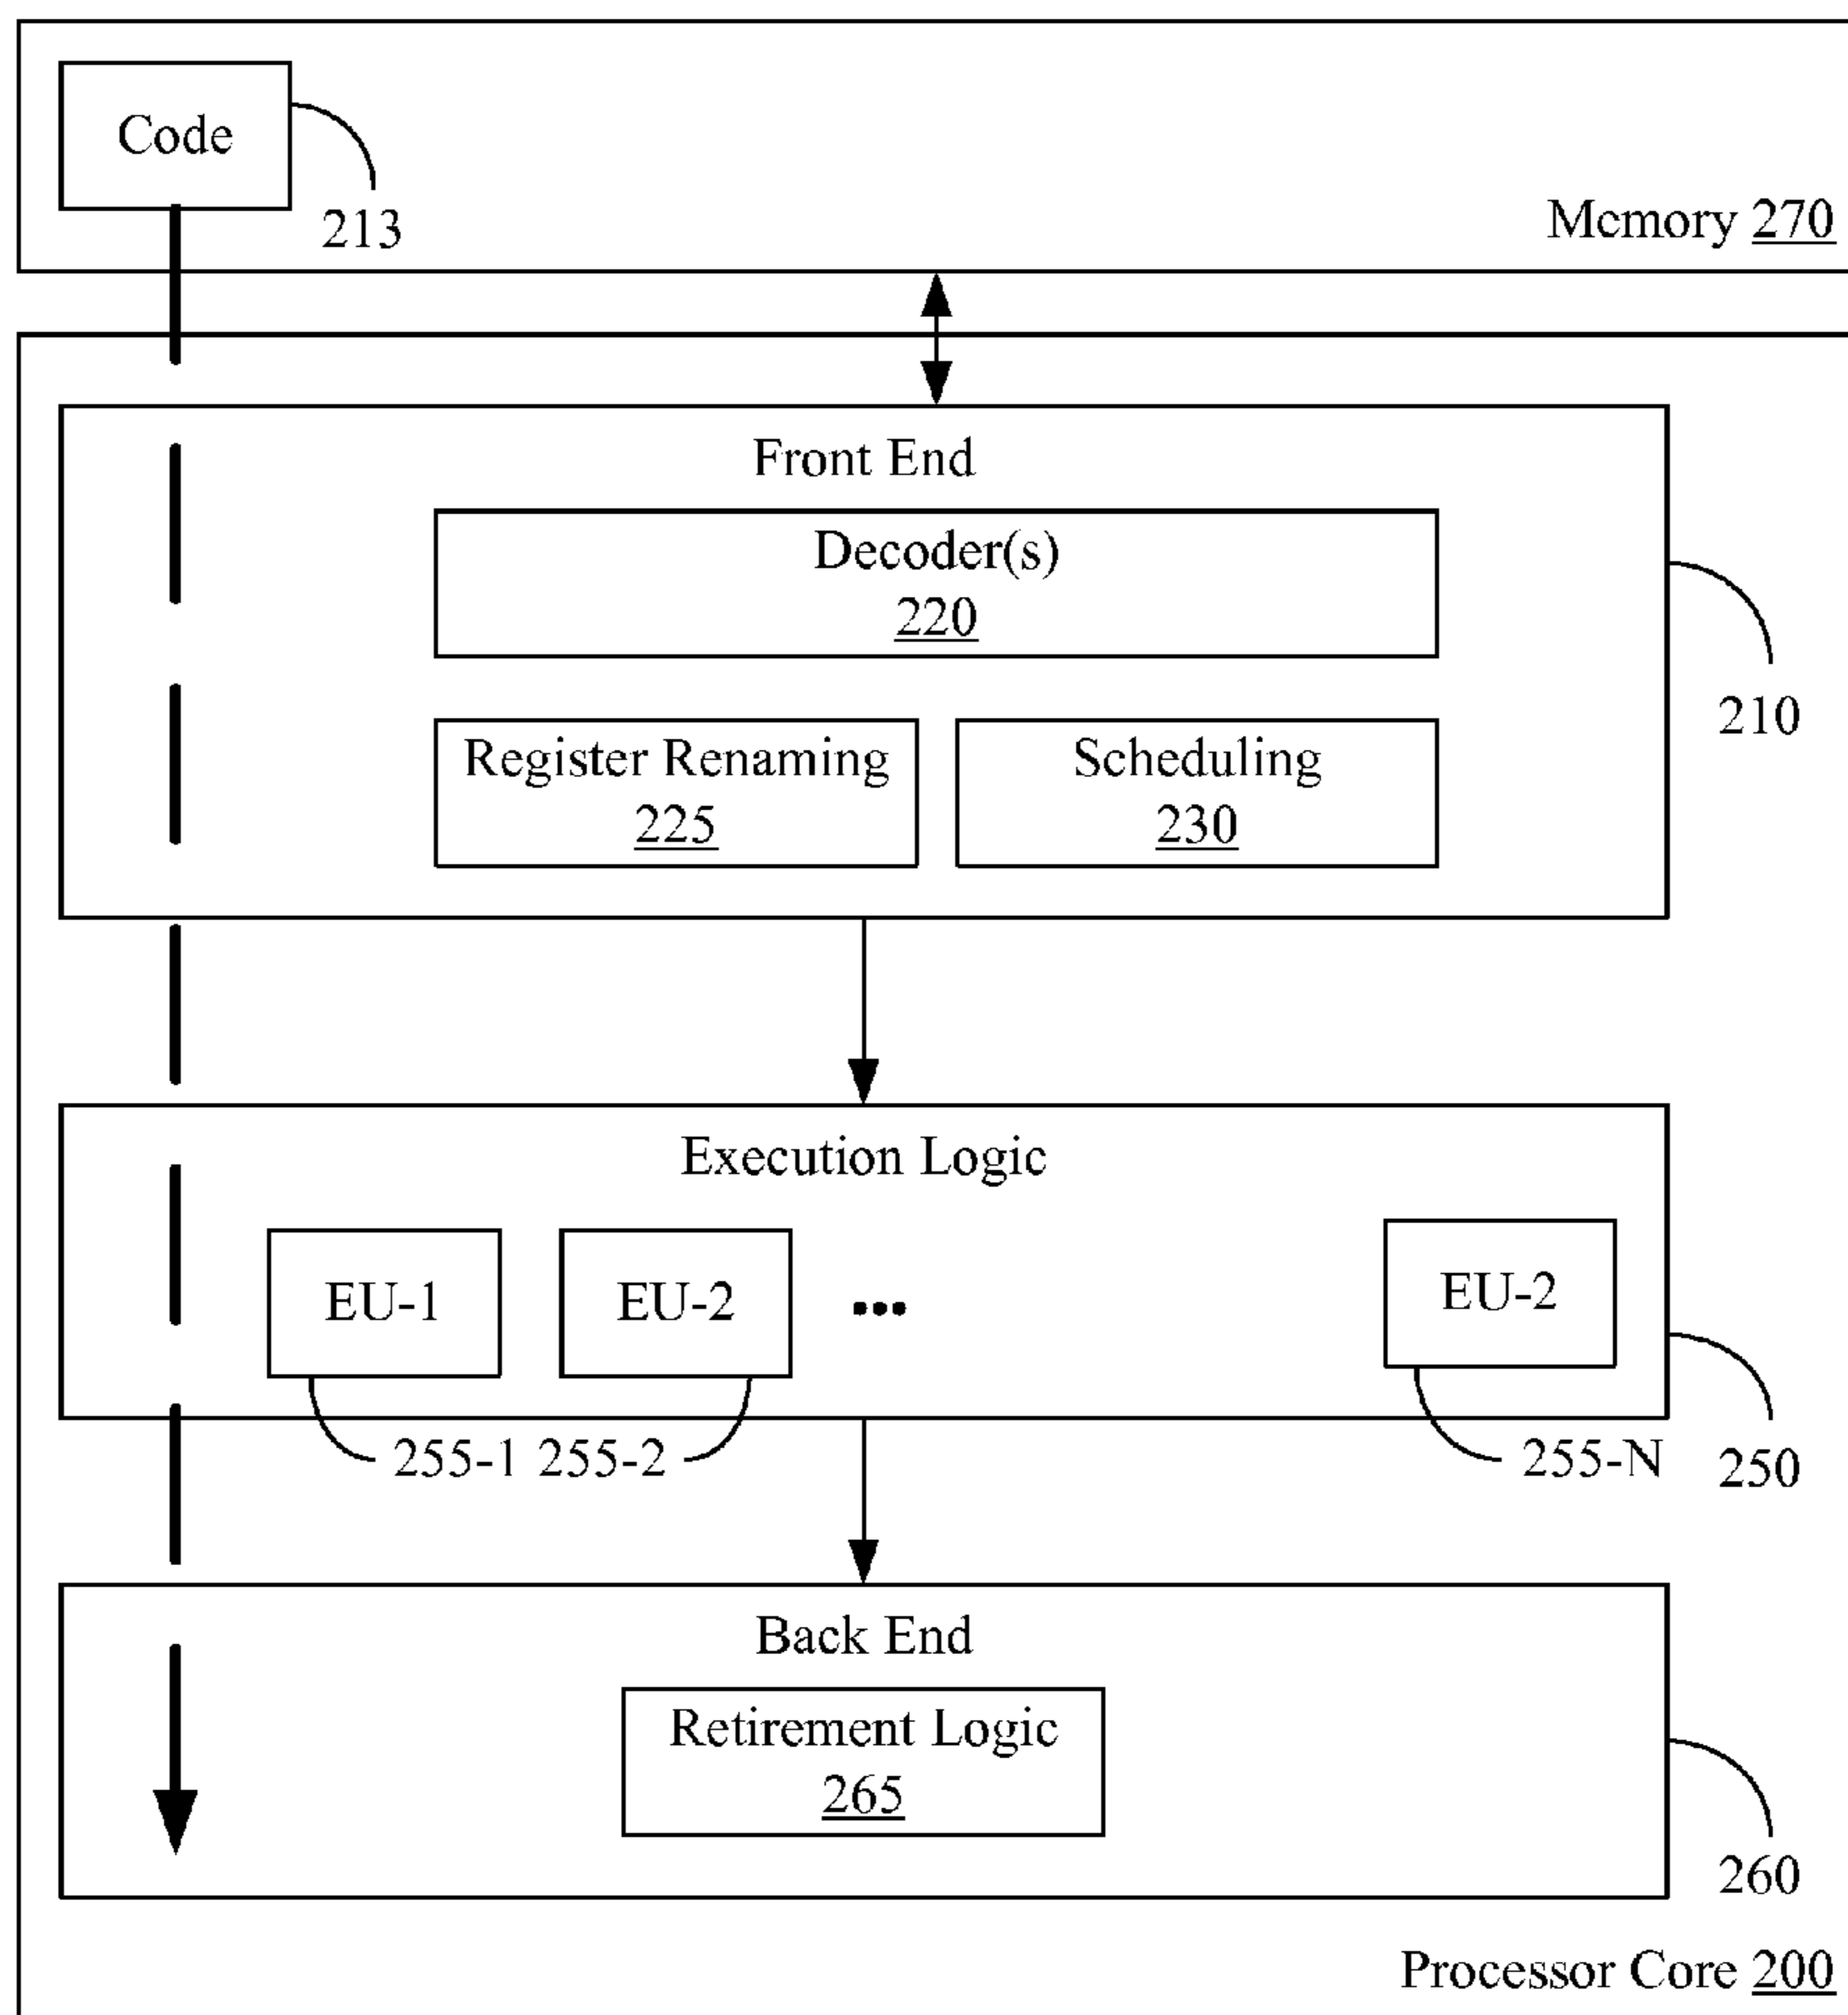 Code
213
Memory 270
Front End
Decoder(s)
220
210
Register Renaming
225
Scheduling
230
Execution Logic
EU-1
EU-2
•••
EU-2
255-1 255-2
255-N
250
Back End
Retirement Logic
265
260
Processor Core 200